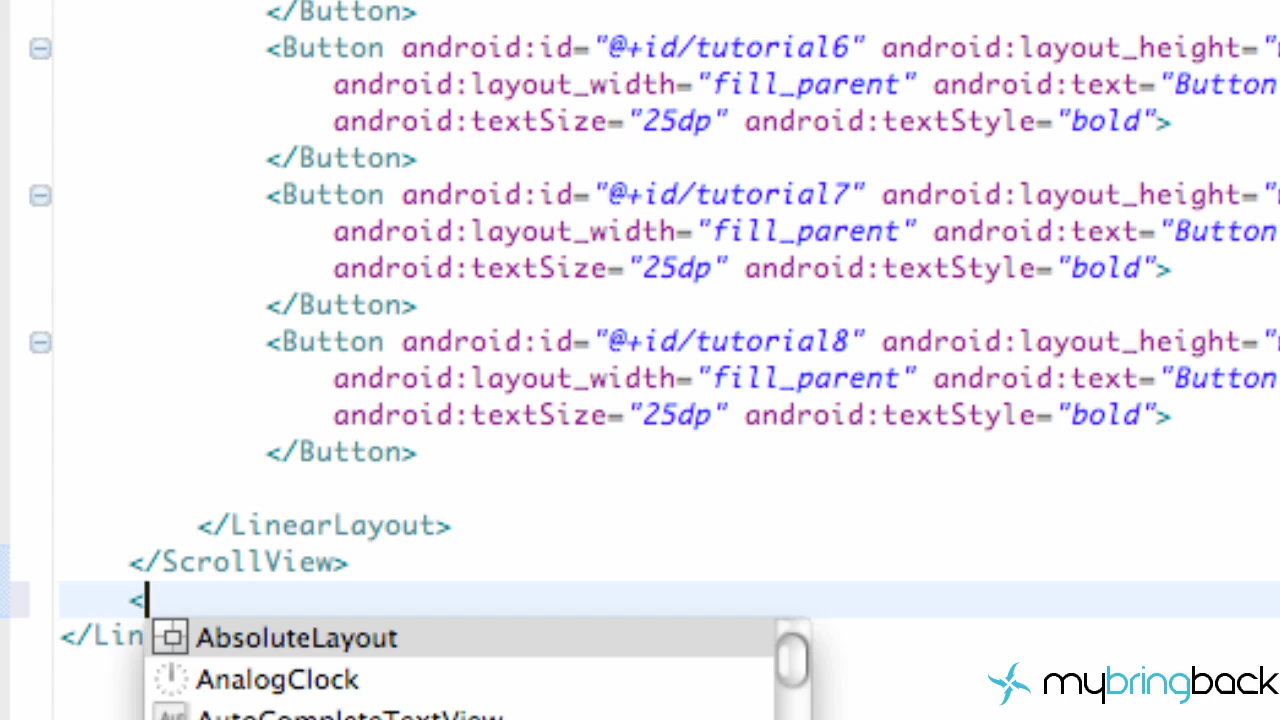 </Button>
<Button android:id="@+id/tutorial6" android:layout_height="
android:layout_width="fill_parent" android:text="Button
android:textSize="25dp" android:textStyle="bold">
</Button>
<Button android:id="@+id/tutorial7" android:layout_height="
android:layout_width="fill_parent" android:text="Button
android:textSize="25dp" android:textStyle="bold">
</Button>
<Button android:id="@+id/tutorial8" android:layout_height="
android:layout_width="fill_parent" android:text="Button
android:textSize="25dp" android:textStyle="bold">
</Button>
</LinearLayout>
</ScrollView>
<
</Lin
AbsoluteLayout
AnalogClock
AutoCompleteTextView
mybringback